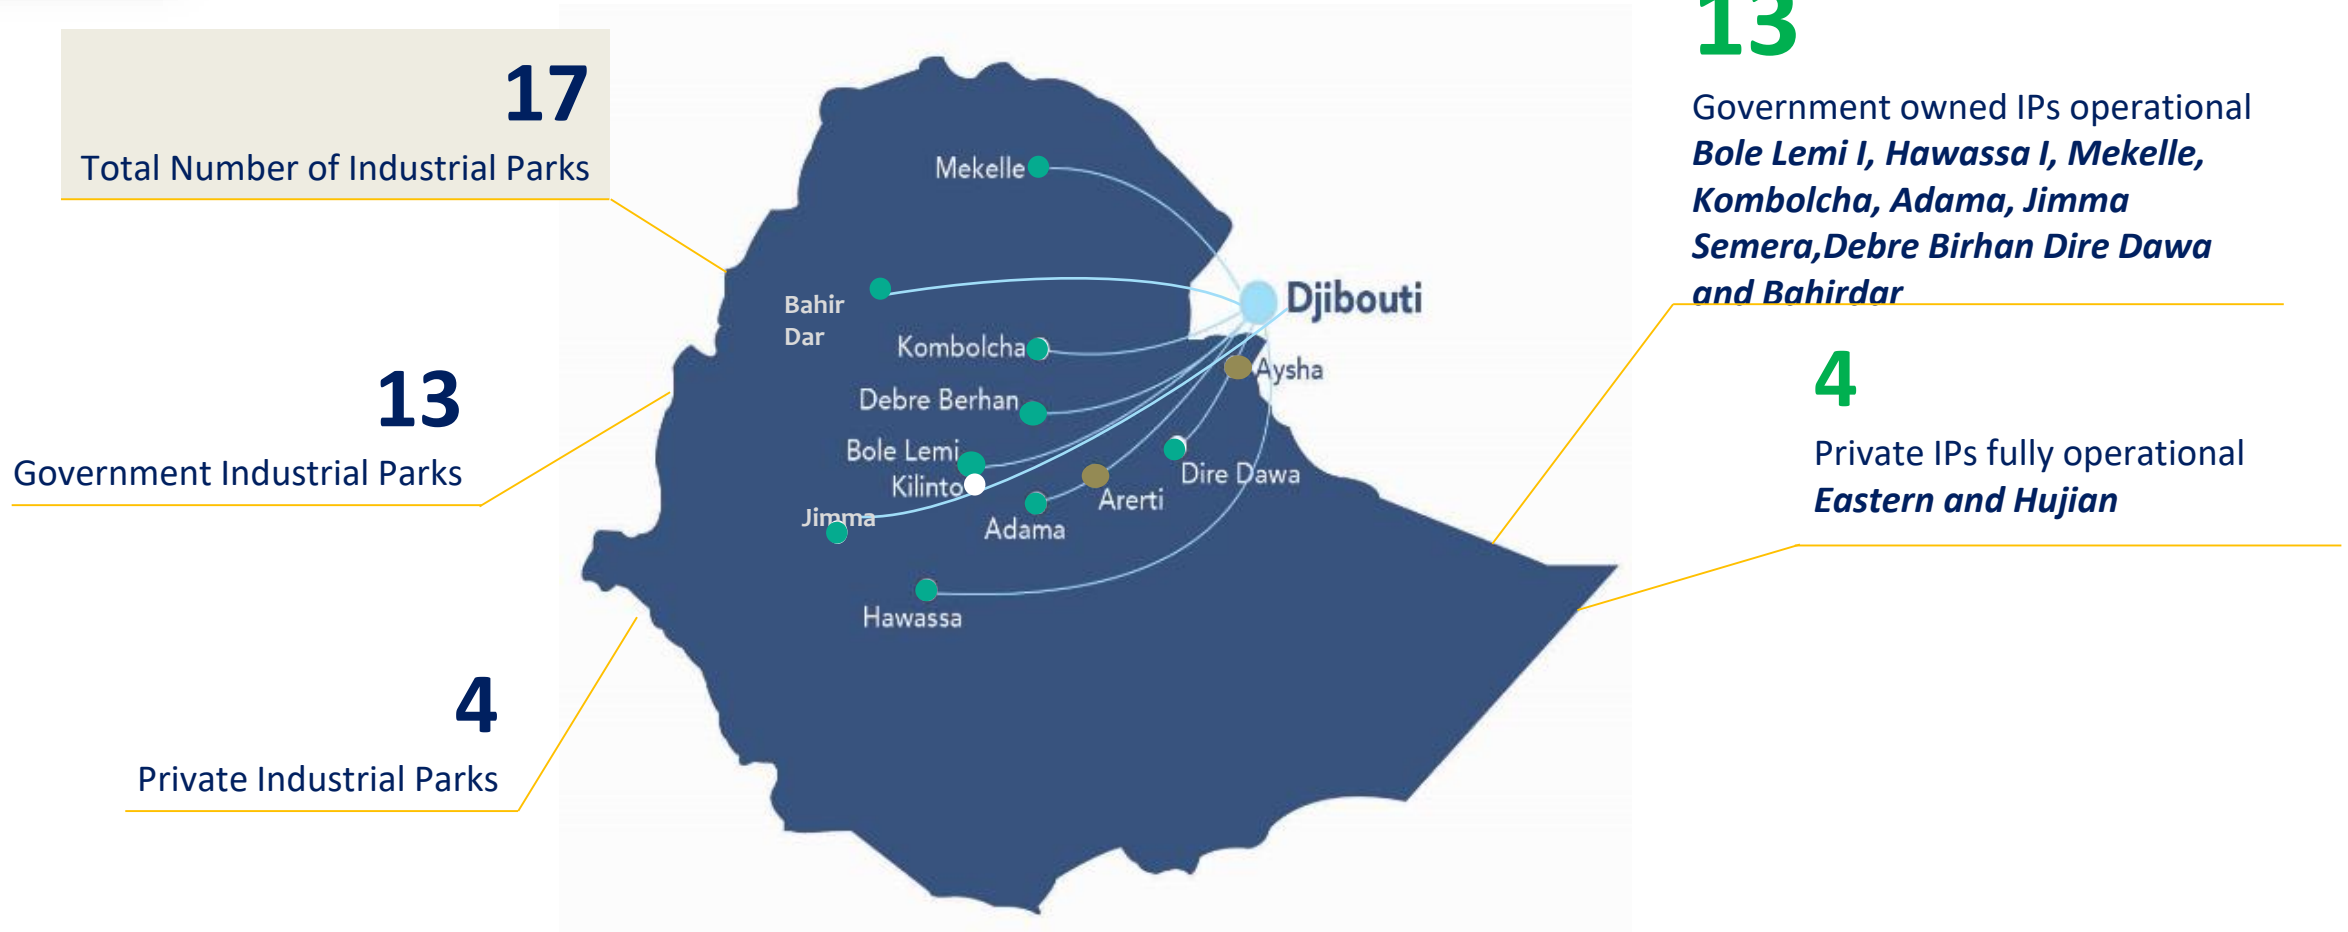 17
Total Number of Industrial Parks
13
Government Industrial Parks
4
Private Industrial Parks
Mekelle
Bahir
Dar
Djibouti
Kombolcha
Aysha
Debre Berhan
Bole Lemi
Kilinto
Dire Dawa
Arerti
Jimma
Adama
Hawassa
13
Government owned IPs operational
Bole Lemi I, Hawassa I, Mekelle,
Kombolcha, Adama, Jimma
Semera,Debre Birhan Dire Dawa
and Bahirdar
4
Private IPs fully operational
Eastern and Hujian